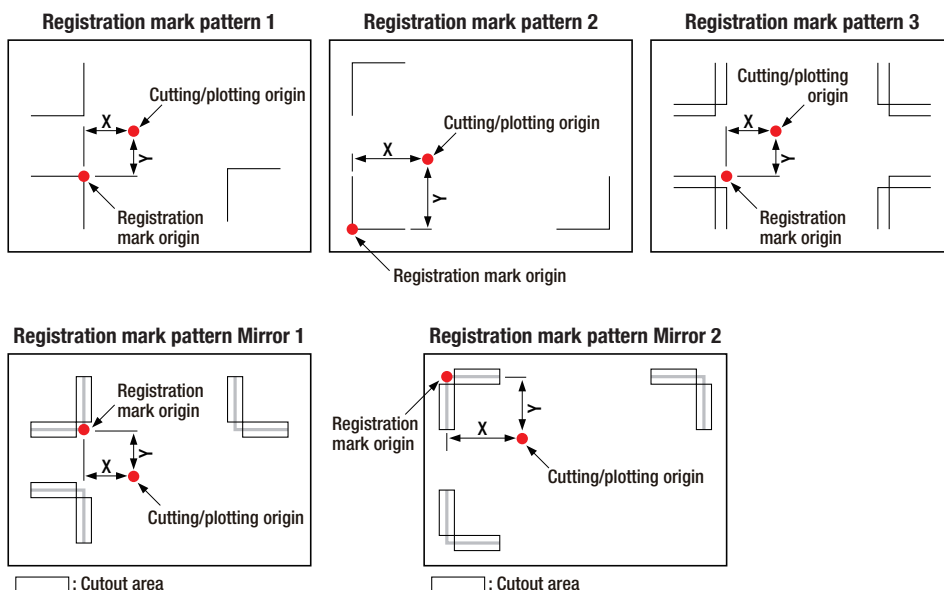 Registration mark pattern 1
Cutting/plotting origin
X
Y
Registration
mark origin
Registration mark pattern 2
Cutting/plotting origin
X
Y
Registration mark origin
Registration mark pattern 3
Cutting/plotting
origin
X
Y
Registration
mark origin
Registration mark pattern Mirror 1
Registration
mark origin
Y
X
Cutting/plotting origin
: Cutout area
Registration mark pattern Mirror 2
Registration
mark origin
Y
X
Cutting/plotting origin
: Cutout area